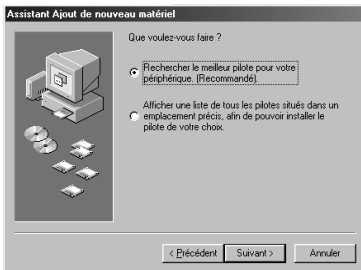 Assistant Ajout de nouveau matériel
Que voulez-vous faire ?
Rechercher le meilleur pilote pour votre
périphérique. (Recommandé).
Afficher une liste de tous les pilotes situés dans un
emplacement précis, afin de pouvoir installer le
pilote de votre choix.
< Précédent Suivant > Annuler